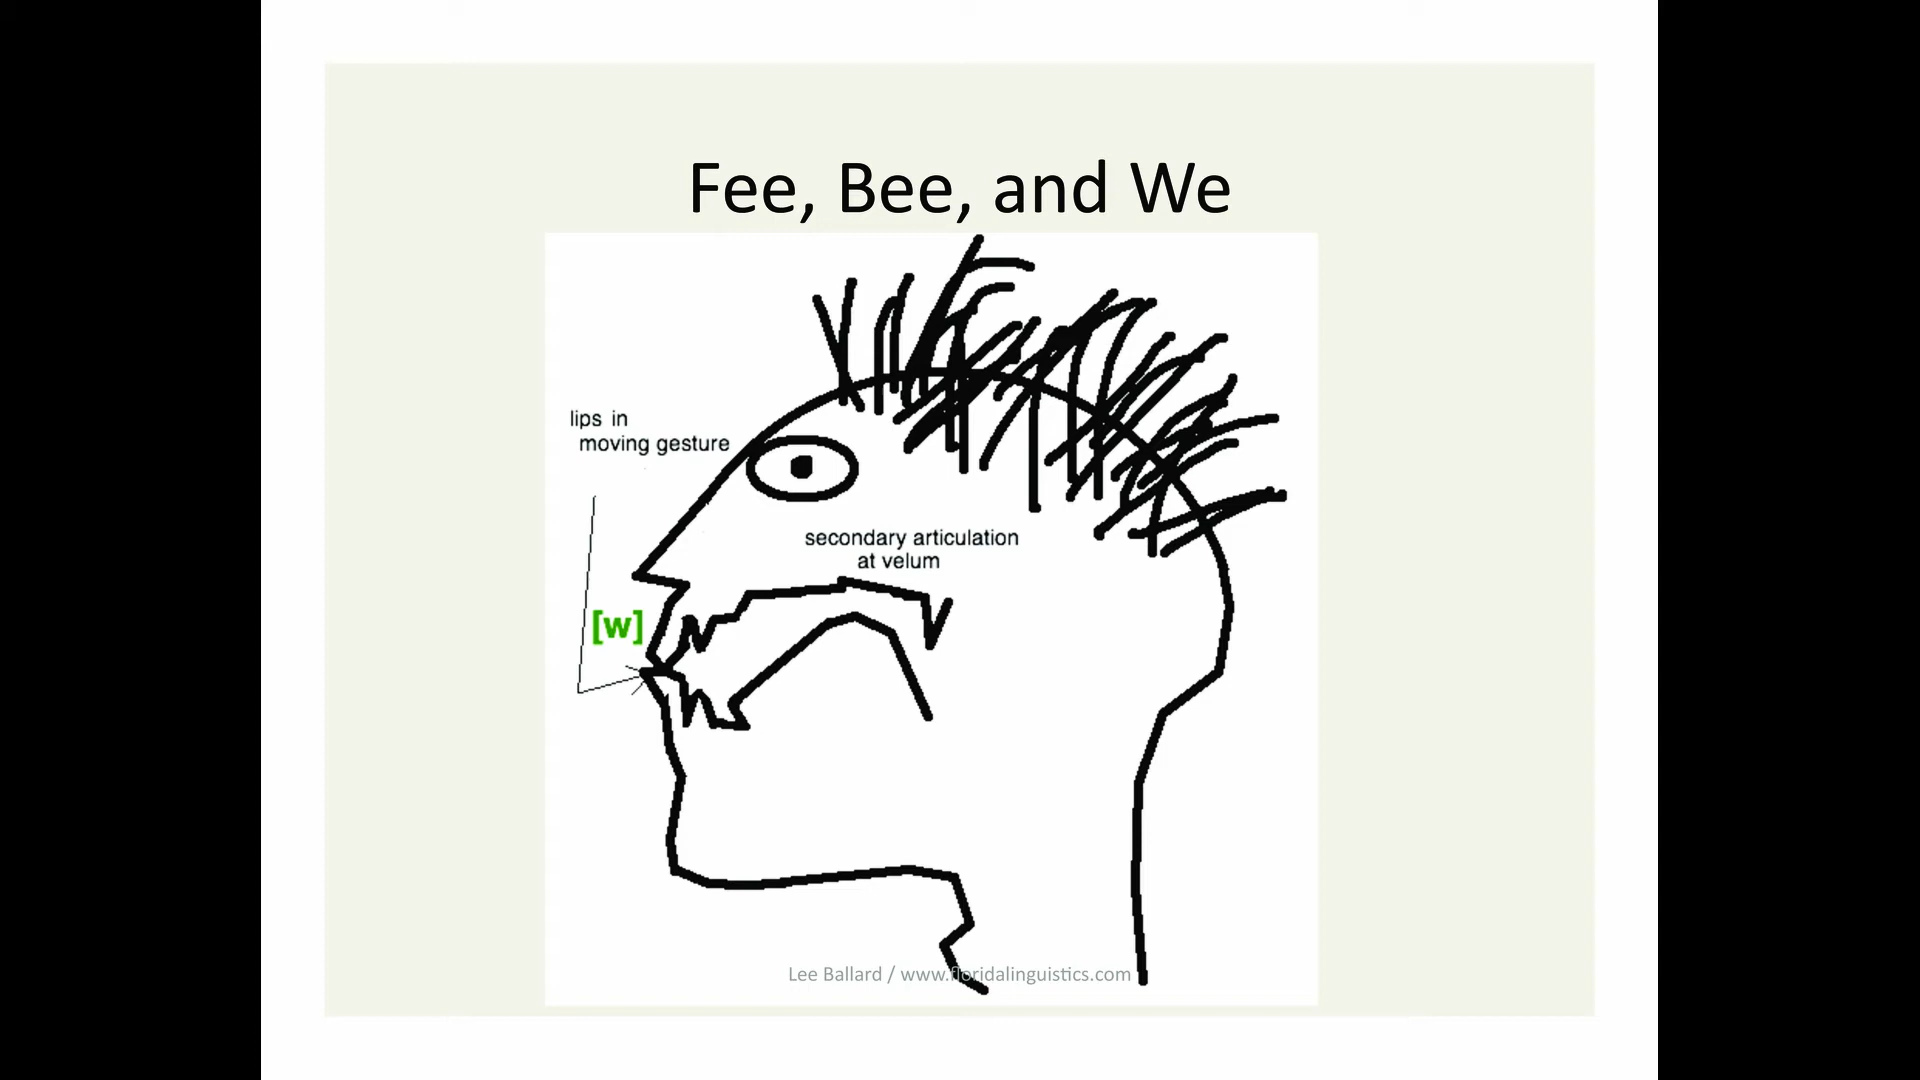 Fee, Bee, and We
lips in
moving gesture
secondary articulation
at velum
[w]
Lee Ballard / www.floridalinguistics.com